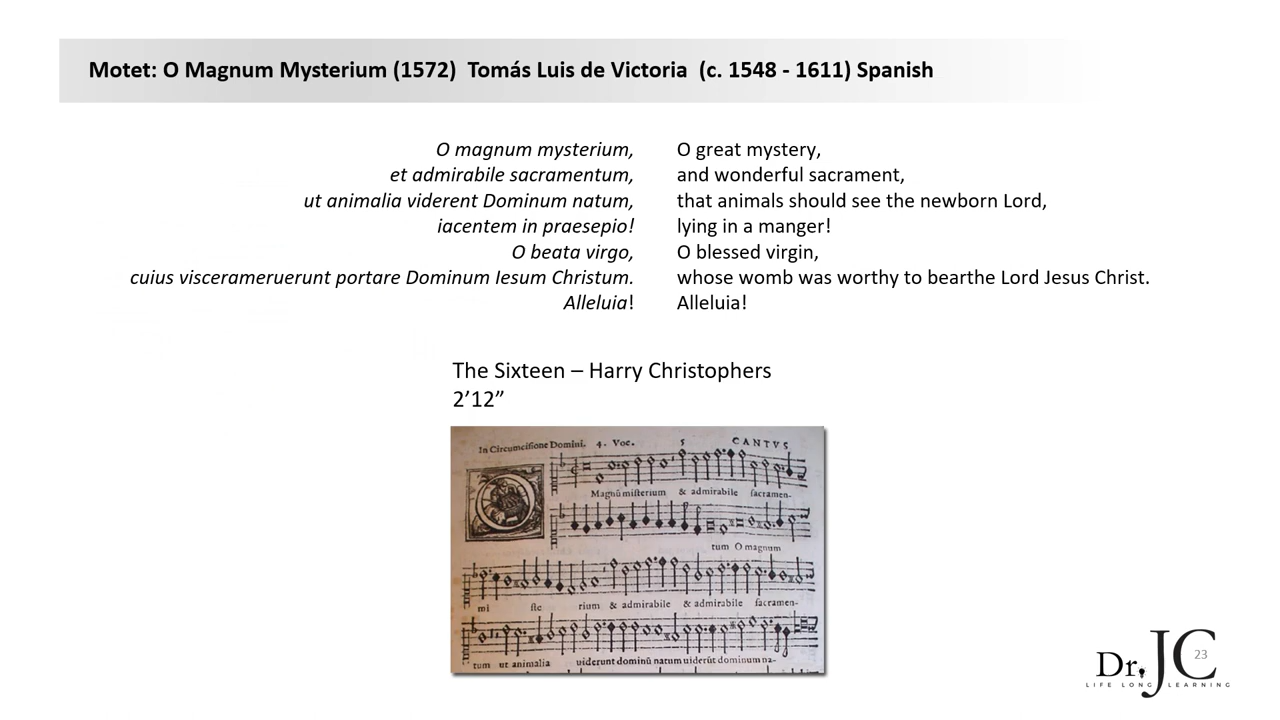 Motet: O Magnum Mysterium (1572) Tomás Luis de Victoria (c. 1548 - 1611) Spanish
O magnum mysterium,
et admirabile sacramentum,
ut animalia viderent Dominum natum,
iacentem in praesepio!
O beata virgo,
cuius viscerameruerunt portare Dominum Iesum Christum.
Alleluia!
O great mystery,
and wonderful sacrament,
that animals should see the newborn Lord,
lying in a manger!
O blessed virgin,
whose womb was worthy to bearthe Lord Jesus Christ.
Alleluia!
The Sixteen – Harry Christophers
2’12”
In Circumcisione Domini. 4. Voc. 5 CANTVS
O
Magnū misterium & admirabile sacramen-
tum O magnum
mi ste rium & admirabile & admirabile sacramen-
tum ut animalia uiderunt dominū natum uiderūt dominum na-
Dr. JC
23
LIFE LONG LEARNING